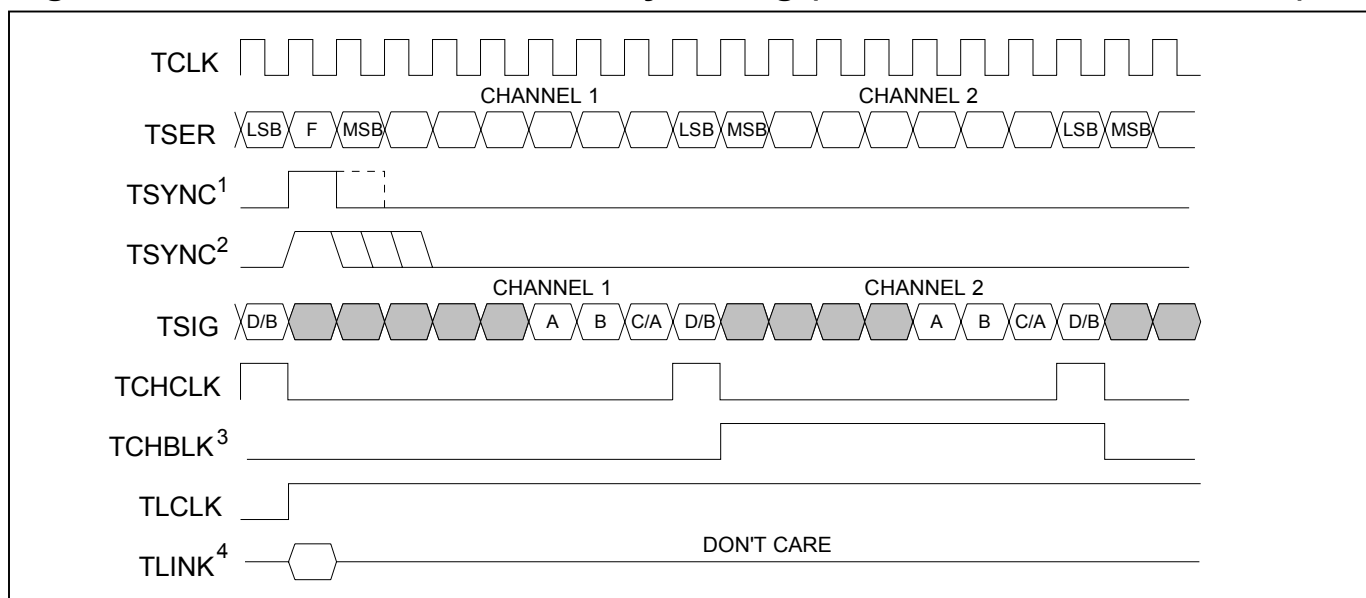 TCLK
CHANNEL 1 CHANNEL 2
TSER LSB F MSB LSB MSB LSB MSB
TSYNC1
TSYNC2
CHANNEL 1 CHANNEL 2
TSIG D/B A B C/A D/B A B C/A D/B
TCHCLK
TCHBLK3
TLCLK
DON'T CARE
TLINK4